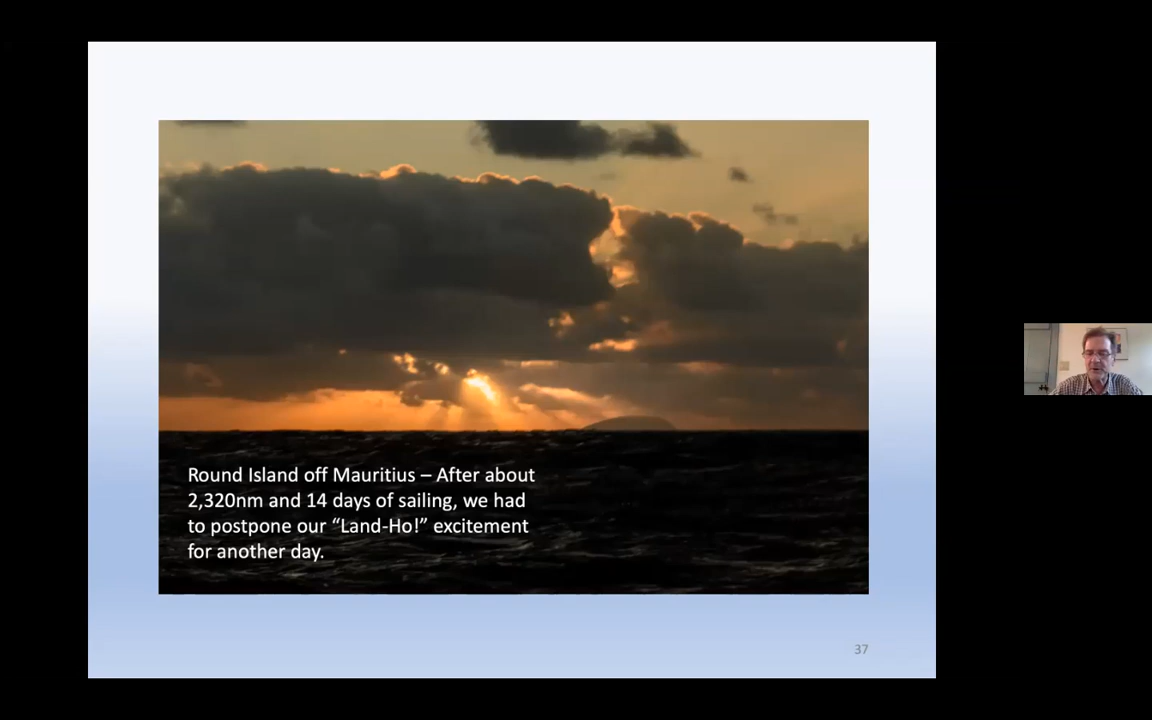 Round Island off Mauritius – After about
2,320nm and 14 days of sailing, we had
to postpone our “Land-Ho!” excitement
for another day.
37